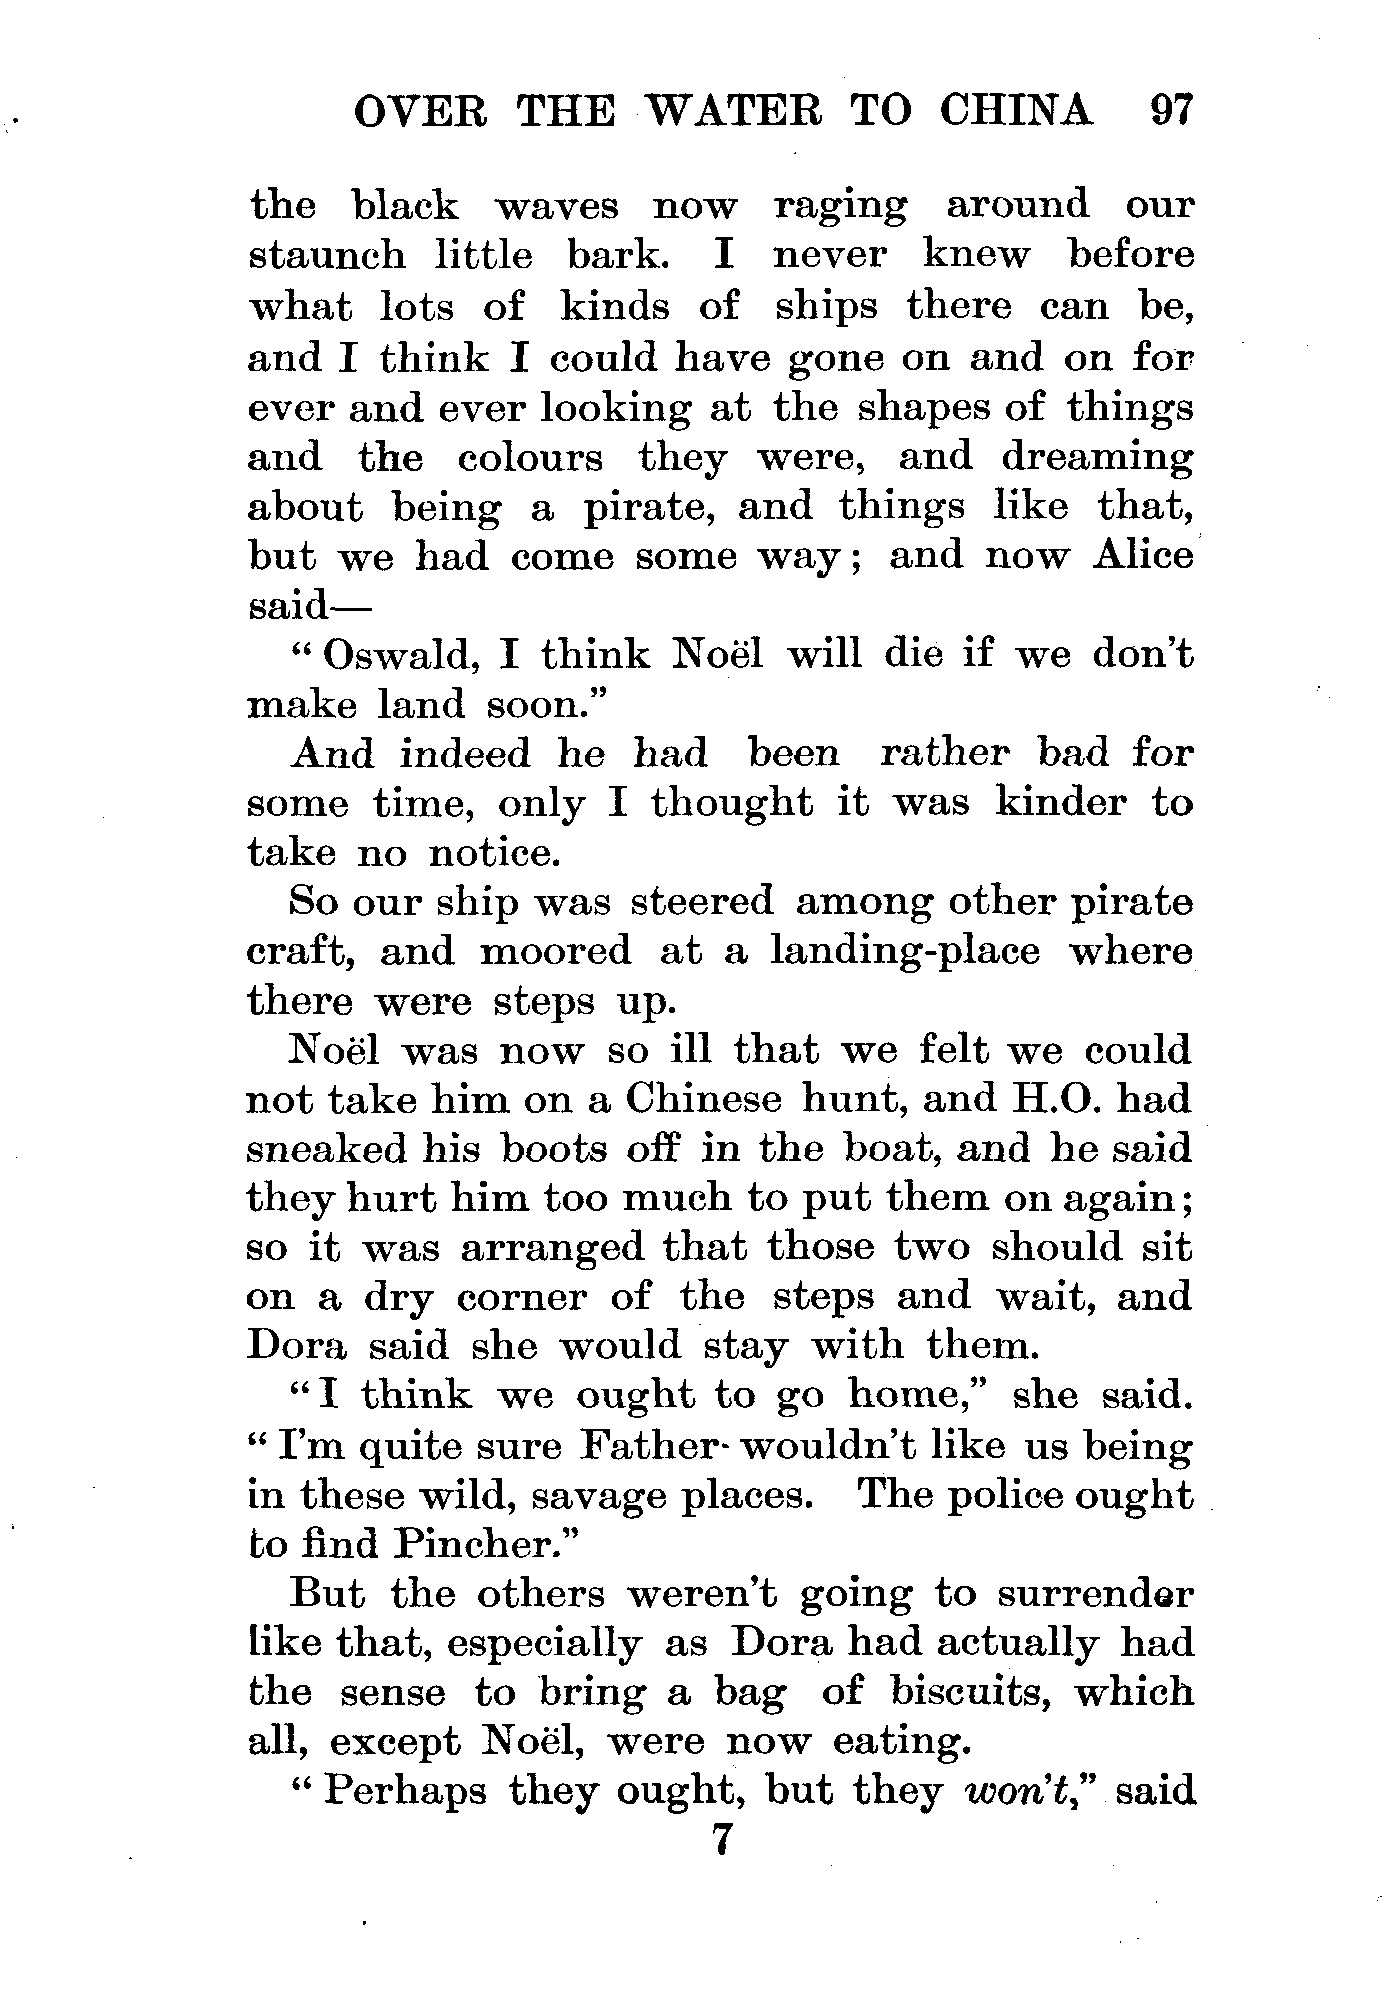 OVER THE WATER TO CHINA 97
the black waves now raging around our
staunch little bark. I never knew before
what lots of kinds of ships there can be,
and I think I could have gone on and on for
ever and ever looking at the shapes of things
and the colours they were, and dreaming
about being a pirate, and things like that,
but we had come some way; and now Alice
said—
"Oswald, I think Noël will die if we don't
make land soon."
And indeed he had been rather bad for
some time, only I thought it was kinder to
take no notice.
So our ship was steered among other pirate
craft, and moored at a landing-place where
there were steps up.
Noël was now so ill that we felt we could
not take him on a Chinese hunt, and H.O. had
sneaked his boots off in the boat, and he said
they hurt him too much to put them on again;
so it was arranged that those two should sit
on a dry corner of the steps and wait, and
Dora said she would stay with them.
"I think we ought to go home," she said.
"I'm quite sure Father wouldn't like us being
in these wild, savage places. The police ought
to find Pincher."
But the others weren't going to surrender
like that, especially as Dora had actually had
the sense to bring a bag of biscuits, which
all, except Noël, were now eating.
"Perhaps they ought, but they won't," said
7